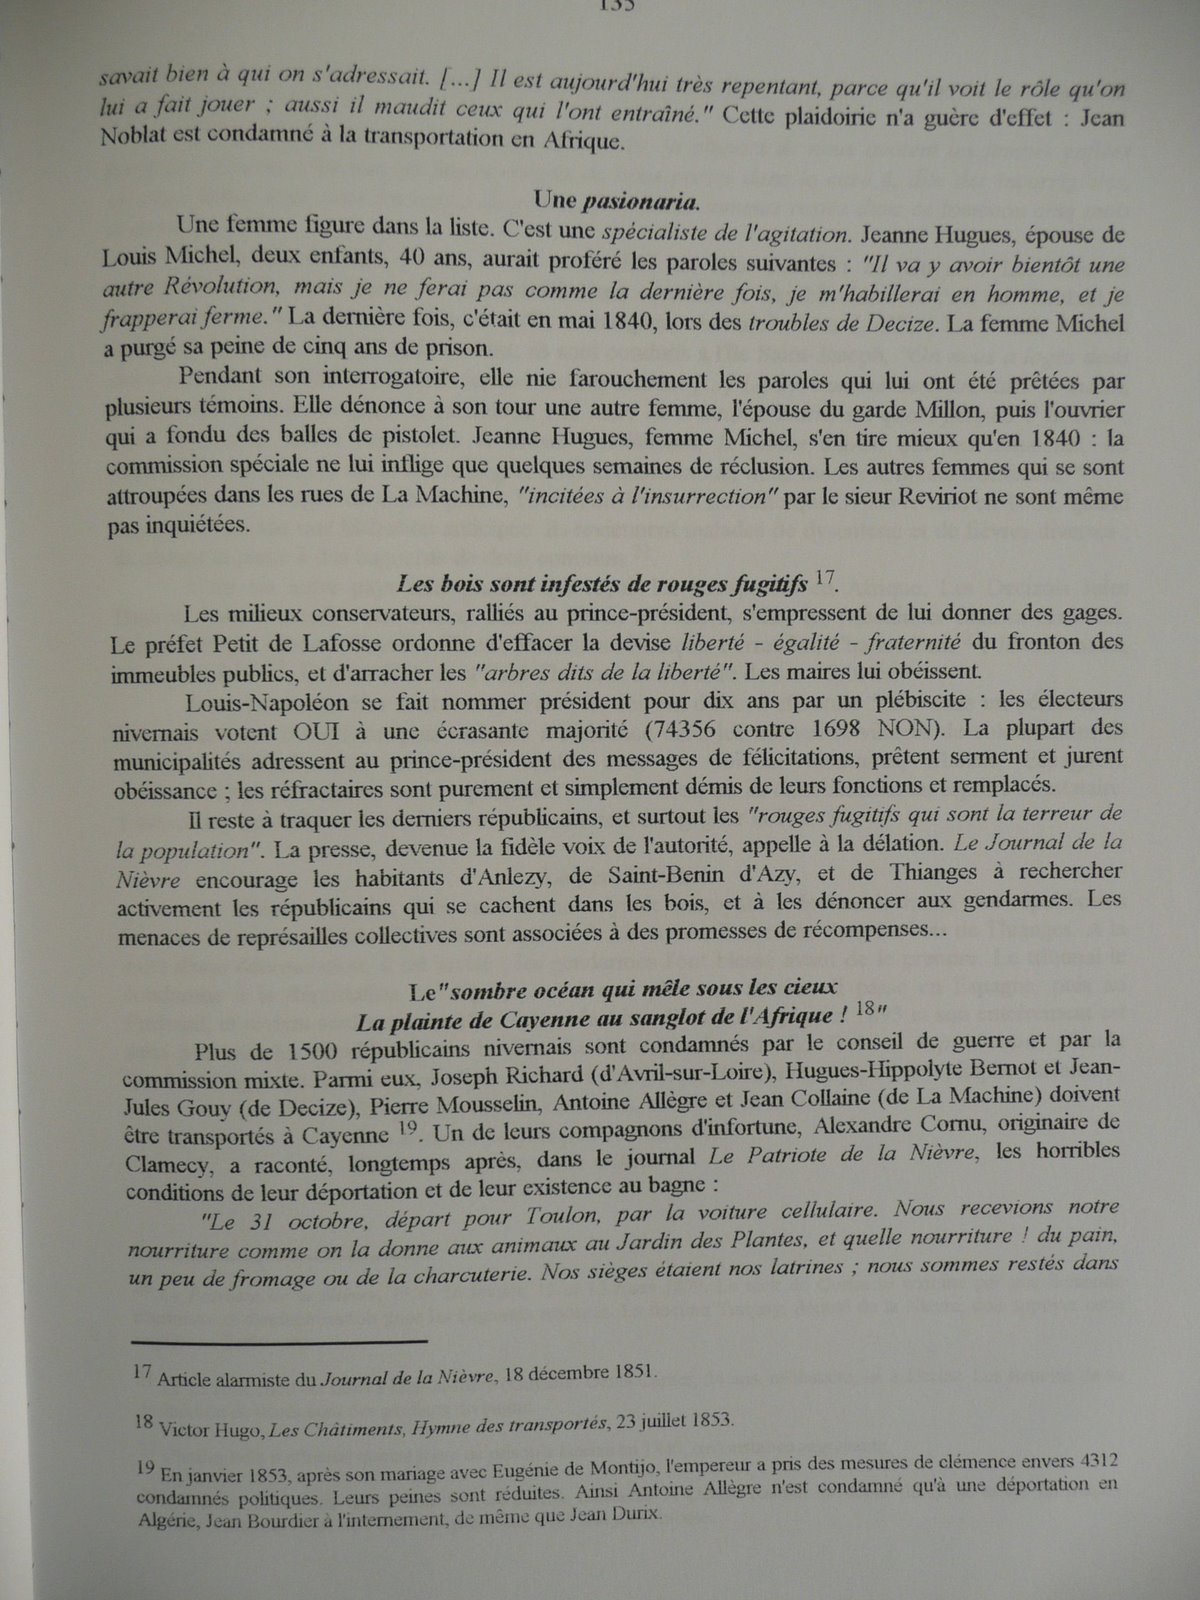 135
savait bien à qui on s'adressait. [...] Il est aujourd'hui très repentant, parce qu'il voit le rôle qu'on
lui a fait jouer ; aussi il maudit ceux qui l'ont entraîné." Cette plaidoirie n'a guère d'effet : Jean
Noblat est condamné à la transportation en Afrique.
Une pasionaria.
Une femme figure dans la liste. C'est une spécialiste de l'agitation. Jeanne Hugues, épouse de
Louis Michel, deux enfants, 40 ans, aurait proféré les paroles suivantes : "Il va y avoir bientôt une
autre Révolution, mais je ne ferai pas comme la dernière fois, je m'habillerai en homme, et je
frapperai ferme." La dernière fois, c'était en mai 1840, lors des troubles de Decize. La femme Michel
a purgé sa peine de cinq ans de prison.
Pendant son interrogatoire, elle nie farouchement les paroles qui lui ont été prêtées par
plusieurs témoins. Elle dénonce à son tour une autre femme, l'épouse du garde Millon, puis l'ouvrier
qui a fondu des balles de pistolet. Jeanne Hugues, femme Michel, s'en tire mieux qu'en 1840 : la
commission spéciale ne lui inflige que quelques semaines de réclusion. Les autres femmes qui se sont
attroupées dans les rues de La Machine, "incitées à l'insurrection" par le sieur Reviriot ne sont même
pas inquiétées.
Les bois sont infestés de rouges fugitifs 17.
Les milieux conservateurs, ralliés au prince-président, s'empressent de lui donner des gages.
Le préfet Petit de Lafosse ordonne d'effacer la devise liberté - égalité - fraternité du fronton des
immeubles publics, et d'arracher les "arbres dits de la liberté". Les maires lui obéissent.
Louis-Napoléon se fait nommer président pour dix ans par un plébiscite : les électeurs
nivernais votent OUI à une écrasante majorité (74356 contre 1698 NON). La plupart des
municipalités adressent au prince-président des messages de félicitations, prêtent serment et jurent
obéissance ; les réfractaires sont purement et simplement démis de leurs fonctions et remplacés.
Il reste à traquer les derniers républicains, et surtout les "rouges fugitifs qui sont la terreur de
la population". La presse, devenue la fidèle voix de l'autorité, appelle à la délation. Le Journal de la
Nièvre encourage les habitants d'Anlezy, de Saint-Benin d'Azy, et de Thianges à rechercher
activement les républicains qui se cachent dans les bois, et à les dénoncer aux gendarmes. Les
menaces de représailles collectives sont associées à des promesses de récompenses...
Le "sombre océan qui mêle sous les cieux
La plainte de Cayenne au sanglot de l'Afrique ! 18"
Plus de 1500 républicains nivernais sont condamnés par le conseil de guerre et par la
commission mixte. Parmi eux, Joseph Richard (d'Avril-sur-Loire), Hugues-Hippolyte Bernot et Jean-
Jules Gouy (de Decize), Pierre Mousselin, Antoine Allègre et Jean Collaine (de La Machine) doivent
être transportés à Cayenne 19. Un de leurs compagnons d'infortune, Alexandre Cornu, originaire de
Clamecy, a raconté, longtemps après, dans le journal Le Patriote de la Nièvre, les horribles
conditions de leur déportation et de leur existence au bagne :
"Le 31 octobre, départ pour Toulon, par la voiture cellulaire. Nous recevions notre
nourriture comme on la donne aux animaux au Jardin des Plantes, et quelle nourriture ! du pain,
un peu de fromage ou de la charcuterie. Nos sièges étaient nos latrines ; nous sommes restés dans
17 Article alarmiste du Journal de la Nièvre, 18 décembre 1851.
18 Victor Hugo, Les Châtiments, Hymne des transportés, 23 juillet 1853.
19 En janvier 1853, après son mariage avec Eugénie de Montijo, l'empereur a pris des mesures de clémence envers 4312
condamnés politiques. Leurs peines sont réduites. Ainsi Antoine Allègre n'est condamné qu'à une déportation en
Algérie, Jean Bourdier à l'internement, de même que Jean Durix.